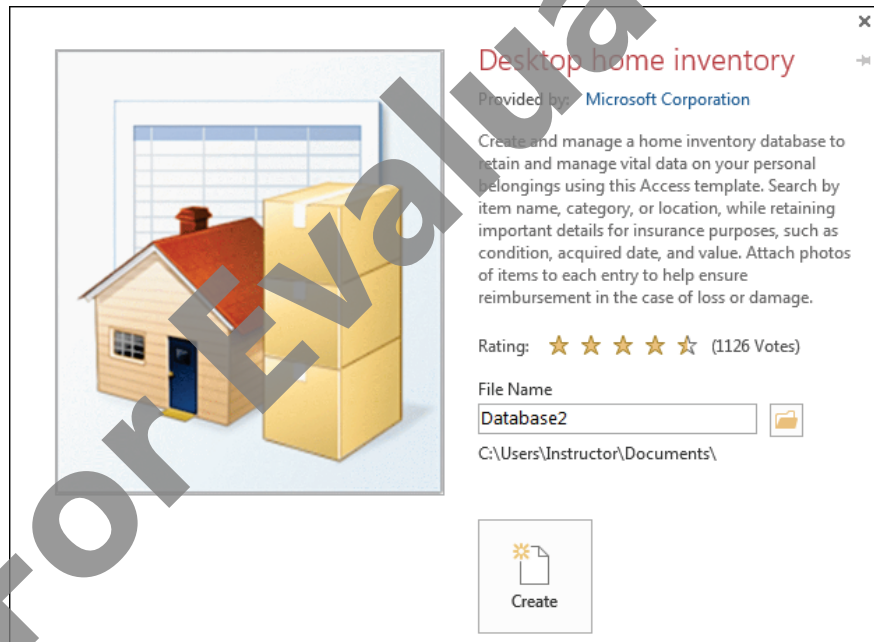 Desktop home inventory
Provided by: Microsoft Corporation
Create and manage a home inventory database to
retain and manage vital data on your personal
belongings using this Access template. Search by
item name, category, or location, while retaining
important details for insurance purposes, such as
condition, acquired date, and value. Attach photos
of items to each entry to help ensure
reimbursement in the case of loss or damage.
Rating: (1126 Votes)
File Name
Database2
C:\Users\Instructor\Documents\
Create
For Evalua